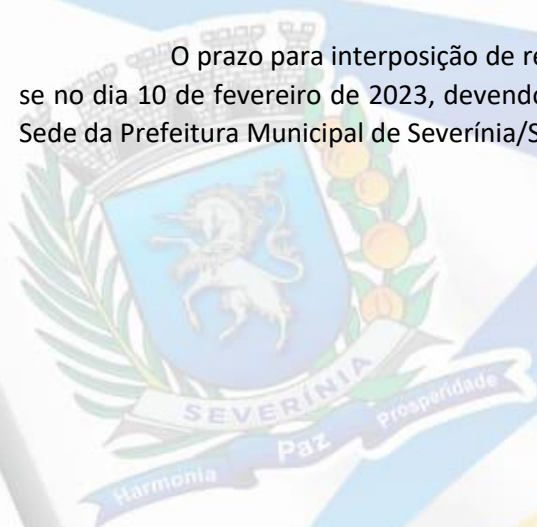 O prazo para interposição de re
se no dia 10 de fevereiro de 2023, devendo
Sede da Prefeitura Municipal de Severínia/S
SEVERÍNIA
Harmonia Paz Prosperidade